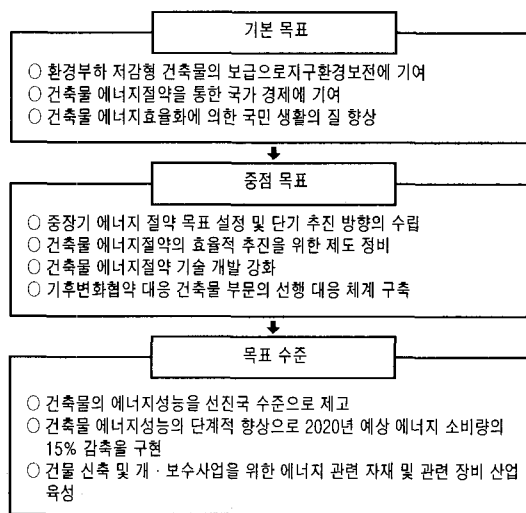 기본 목표
○ 환경부하 저감형 건축물의 보급으로지구환경보전에 기여
○ 건축물 에너지절약을 통한 국가 경제에 기여
○ 건축물 에너지효율화에 의한 국민 생활의 질 향상
중점 목표
○ 중장기 에너지 절약 목표 설정 및 단기 추진 방향의 수립
○ 건축물 에너지절약의 효율적 추진을 위한 제도 정비
○ 건축물 에너지절약 기술 개발 강화
○ 기후변화협약 대응 건축물 부문의 선행 대응 체계 구축
목표 수준
○ 건축물의 에너지성능을 선진국 수준으로 제고
○ 건축물 에너지성능의 단계적 향상으로 2020년 예상 에너지 소비량의
15% 감축율 구현
○ 건물 신축 및 개 · 보수사업을 위한 에너지 관련 자재 및 관련 장비 산업
육성